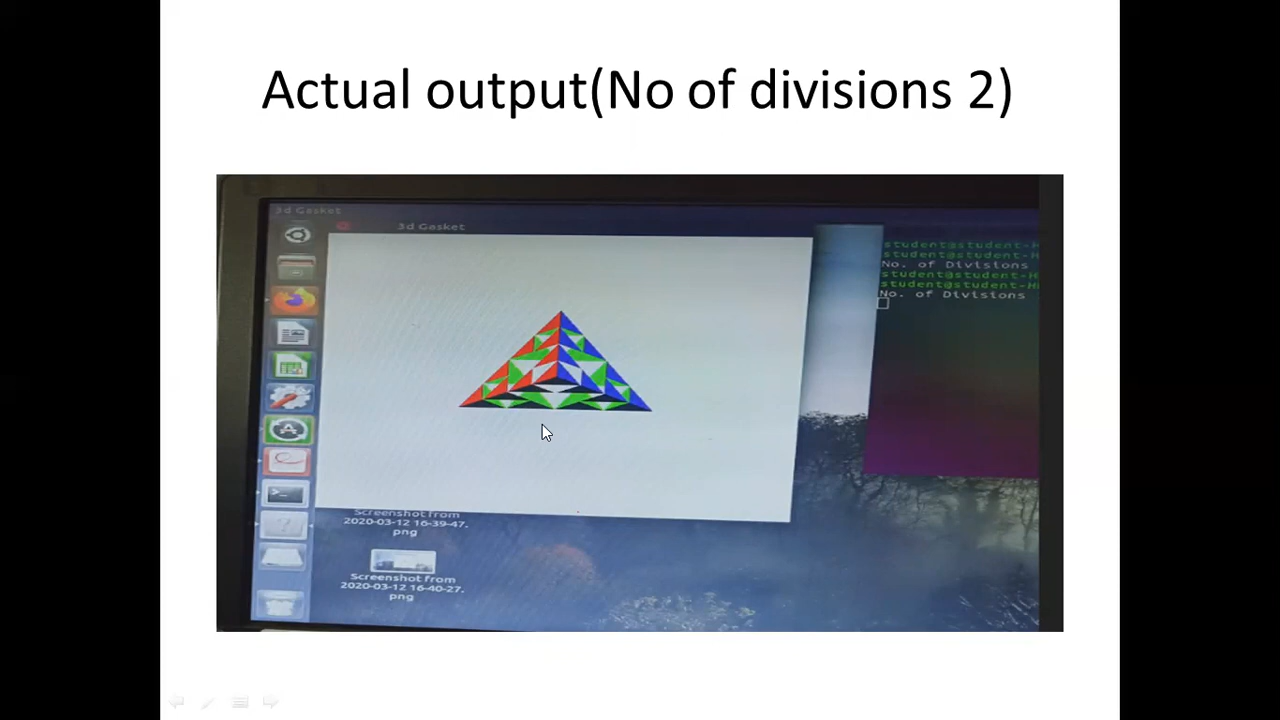 Actual output(No of divisions 2)
3d Gasket
3d Gasket
student@student-H
student@student-H
No. of Divisions
student@student-H
student@student-H
No. of Divisions
Screenshot from
2020-03-12 16-39-47.
png
Screenshot from
2020-03-12 16-40-27.
png